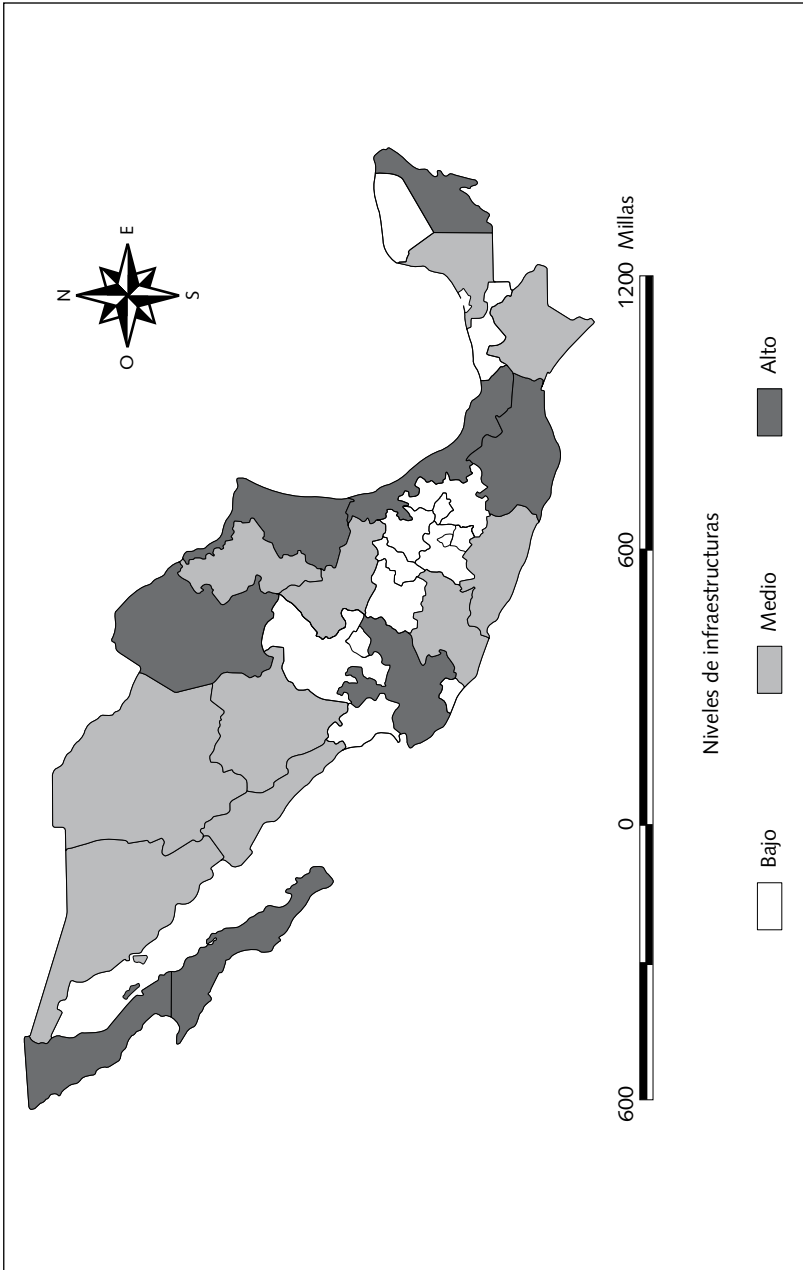 N
O
E
S
600
0
600
1200 Millas
Niveles de infraestructuras
Bajo
Medio
Alto